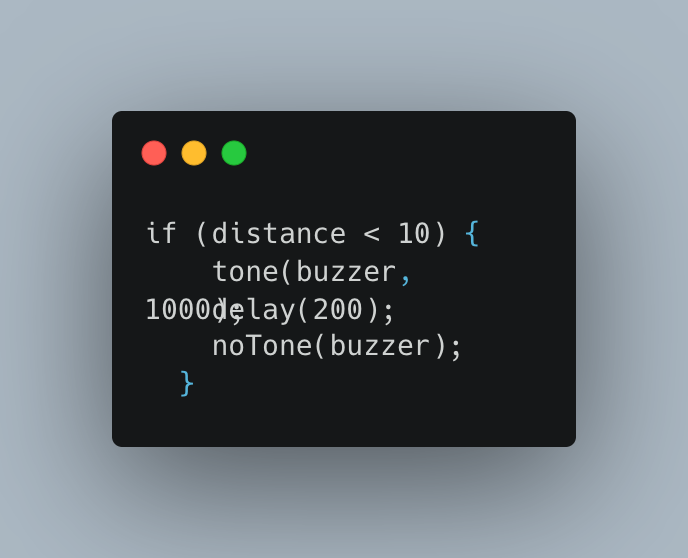 if (distance < 10) {
tone(buzzer,
1000);
delay(200);
noTone(buzzer);
}